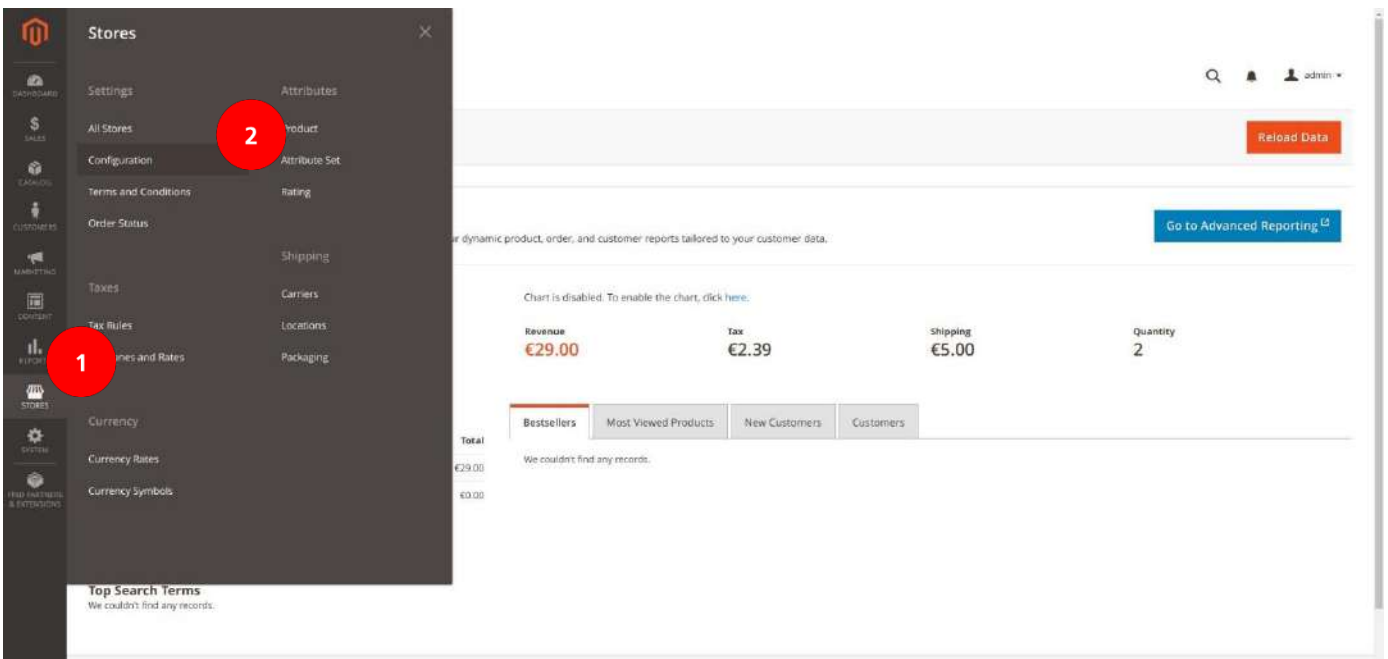 Stores
DASHBOARD
SALES
CATALOG
CUSTOMERS
MARKETING
CONTENT
STORES
SYSTEM
FIND PARTNERS
& EXTENSIONS
Settings
All Stores
Configuration
Terms and Conditions
Order Status
Taxes
Tax Rules
1
and Rates
Currency
Currency Rates
Currency Symbols
Attributes
2
Product
Attribute Set
Rating
Shipping
Carriers
Locations
Packaging
admin
Reload Data
dynamic product, order, and customer reports tailored to your customer data.
Go to Advanced Reporting
Chart is disabled. To enable the chart, click here.
Revenue Tax Shipping Quantity
€29.00 €2.39 €5.00 2
Bestsellers Most Viewed Products New Customers Customers
We couldn't find any records.
Total
€29.00
€0.00
Top Search Terms
We couldn't find any records.